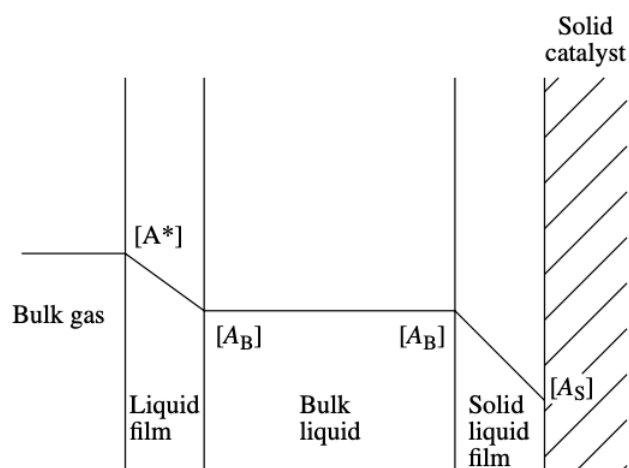 Solid
catalyst
[A*]
Bulk gas
[A_B]
[A_B]
[A_S]
Liquid
film
Bulk
liquid
Solid
liquid
film